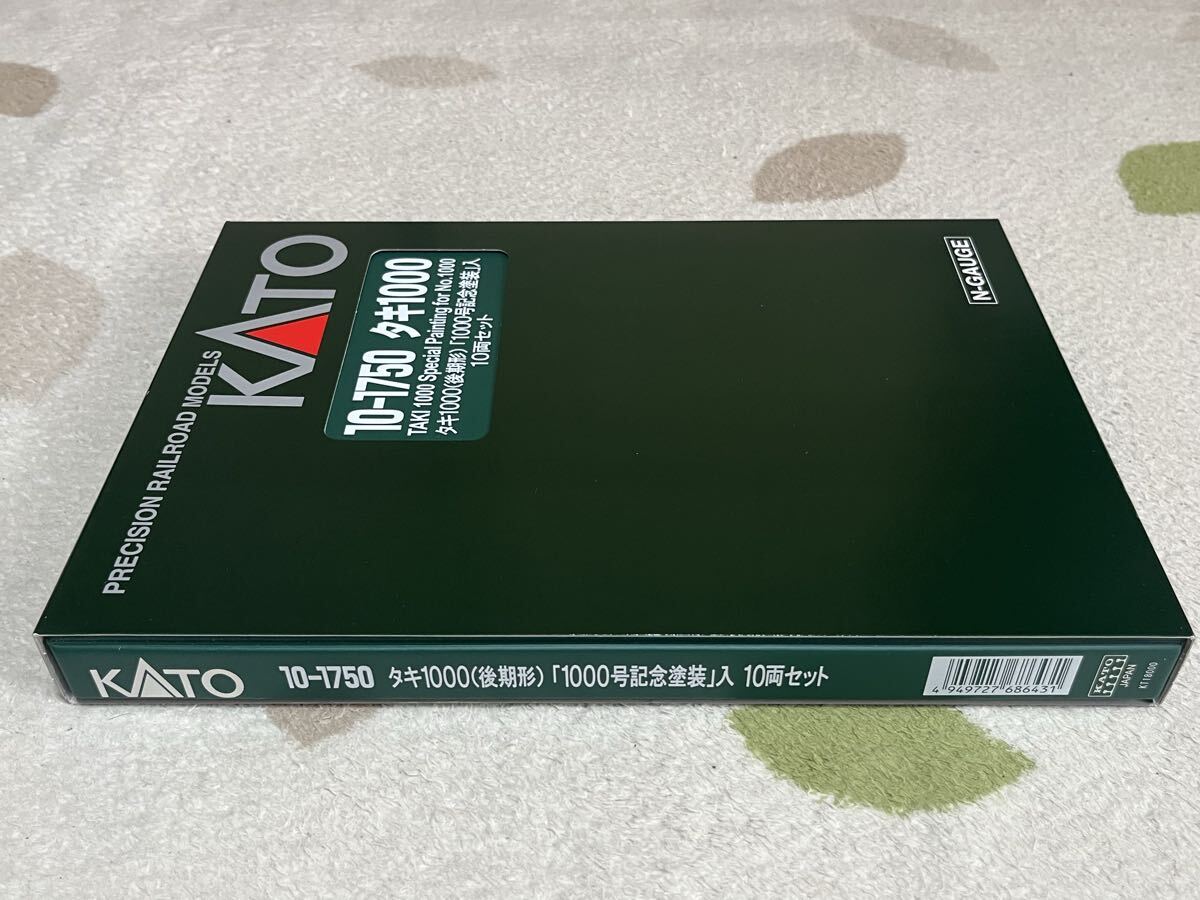 PRECISION RAILROAD MODELS
KATO
10-1750 タキ1000
TAKI 1000 Special Painting for No.1000
タキ1000(後期形)「1000号記念塗装」入
10両セット
N-GAUGE
KATO 10-1750 タキ1000(後期形)「1000号記念塗装」入 10両セット
4 949727 686431
KATO
JAPAN
KT18000